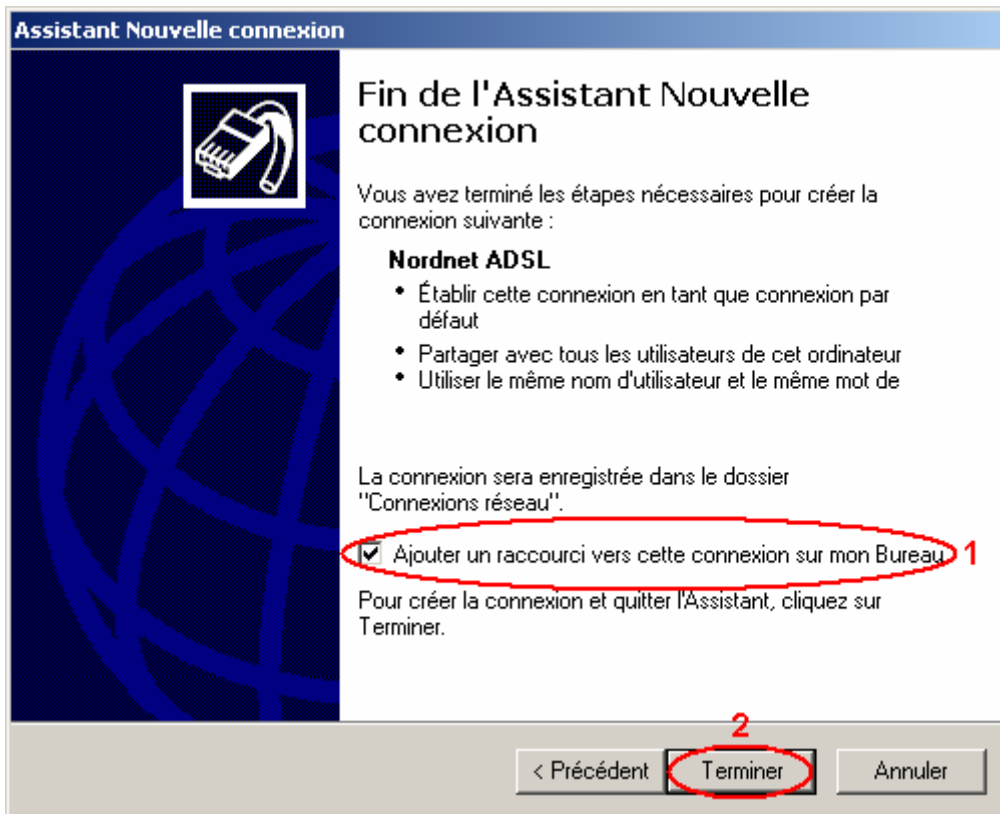 Assistant Nouvelle connexion
Fin de l'Assistant Nouvelle
connexion
Vous avez terminé les étapes nécessaires pour créer la
connexion suivante :
Nordnet ADSL
• Établir cette connexion en tant que connexion par
défaut
• Partager avec tous les utilisateurs de cet ordinateur
• Utiliser le même nom d'utilisateur et le même mot de
La connexion sera enregistrée dans le dossier
"Connexions réseau".
Ajouter un raccourci vers cette connexion sur mon Bureau 1
Pour créer la connexion et quitter l'Assistant, cliquez sur
Terminer.
2
< Précédent Terminer Annuler